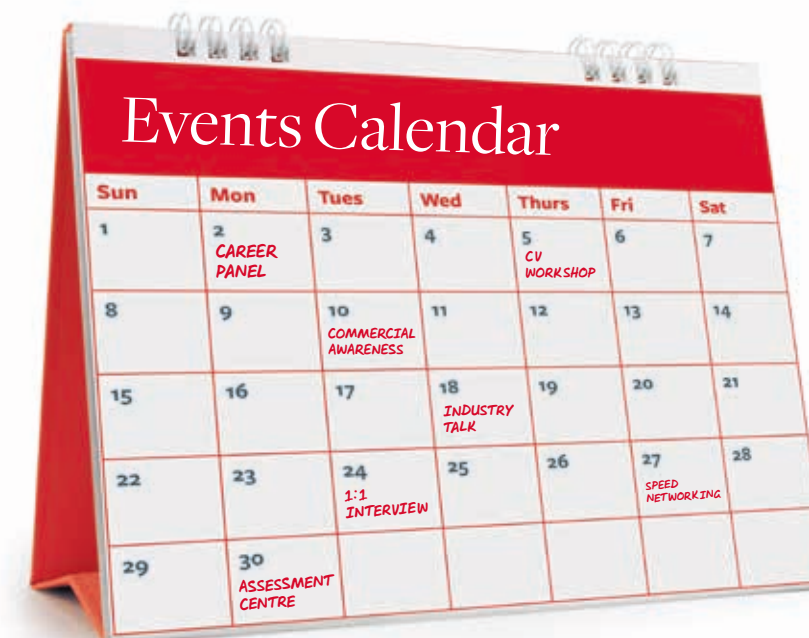 Events Calendar
Sun Mon Tues Wed Thurs Fri Sat
1 2 3 4 5 6 7
CAREER
PANEL
CV
WORKSHOP
8 9 10 11 12 13 14
COMMERCIAL
AWARENESS
15 16 17 18 19 20 21
INDUSTRY
TALK
22 23 24 25 26 27 28
1:1
INTERVIEW
SPEED
NETWORKING
29 30
ASSESSMENT
CENTRE